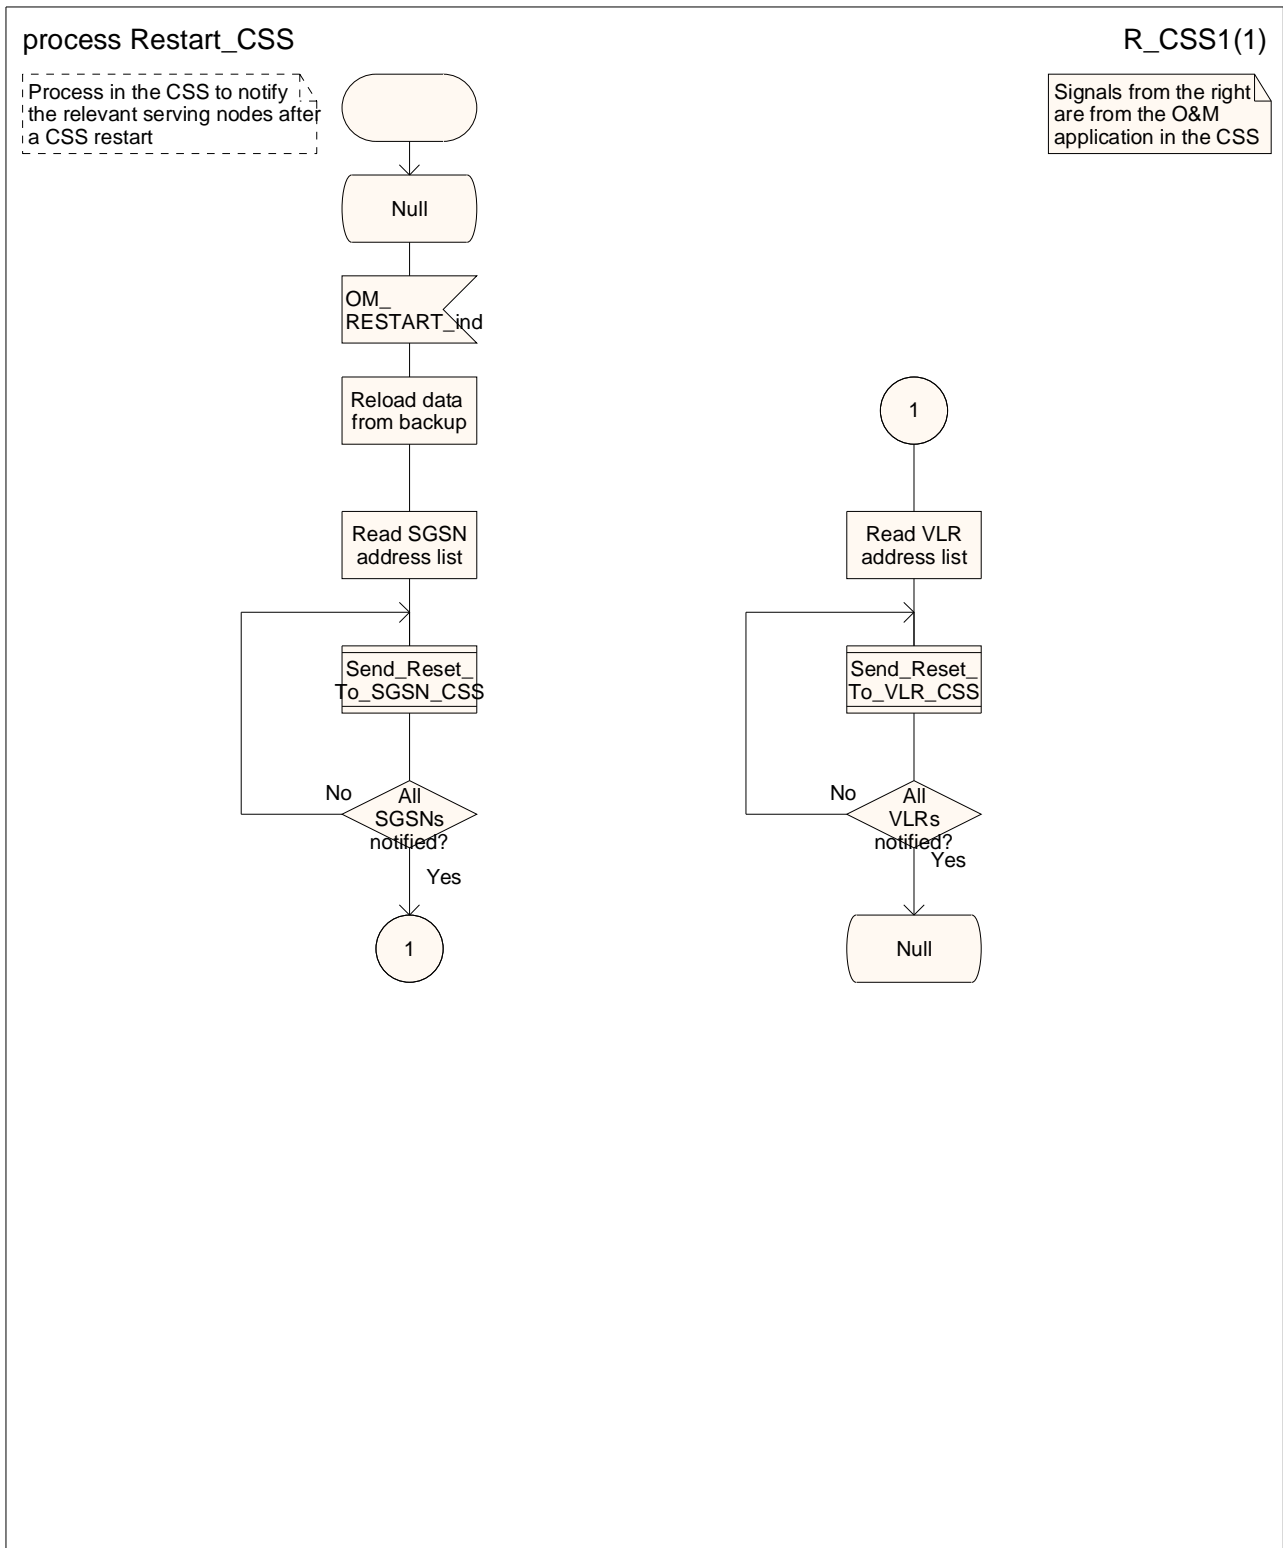 process Restart_CSS
R_CSS1(1)
Process in the CSS to notify
the relevant serving nodes after
a CSS restart
Signals from the right
are from the O&M
application in the CSS
Null
OM_
RESTART_ind
Reload data
from backup
Read SGSN
address list
Send_Reset_
To_SGSN_CSS
No
All
SGSNs
notified?
Yes
1
1
Read VLR
address list
Send_Reset_
To_VLR_CSS
No
All
VLRs
notified?
Yes
Null